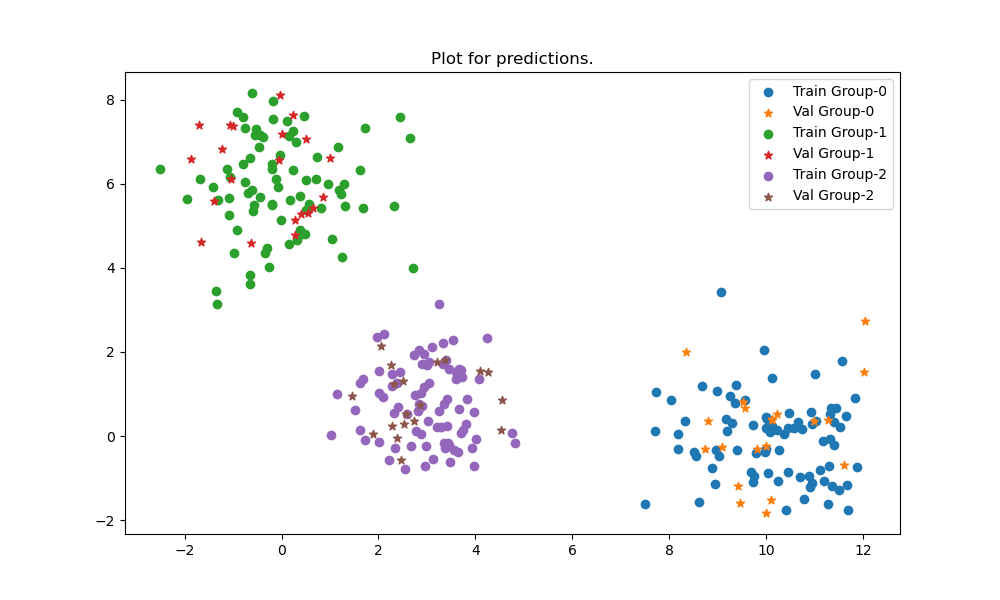 Plot for predictions.
Train Group-0
Val Group-0
Train Group-1
Val Group-1
Train Group-2
Val Group-2
8
6
4
2
0
−2
−2 0 2 4 6 8 10 12